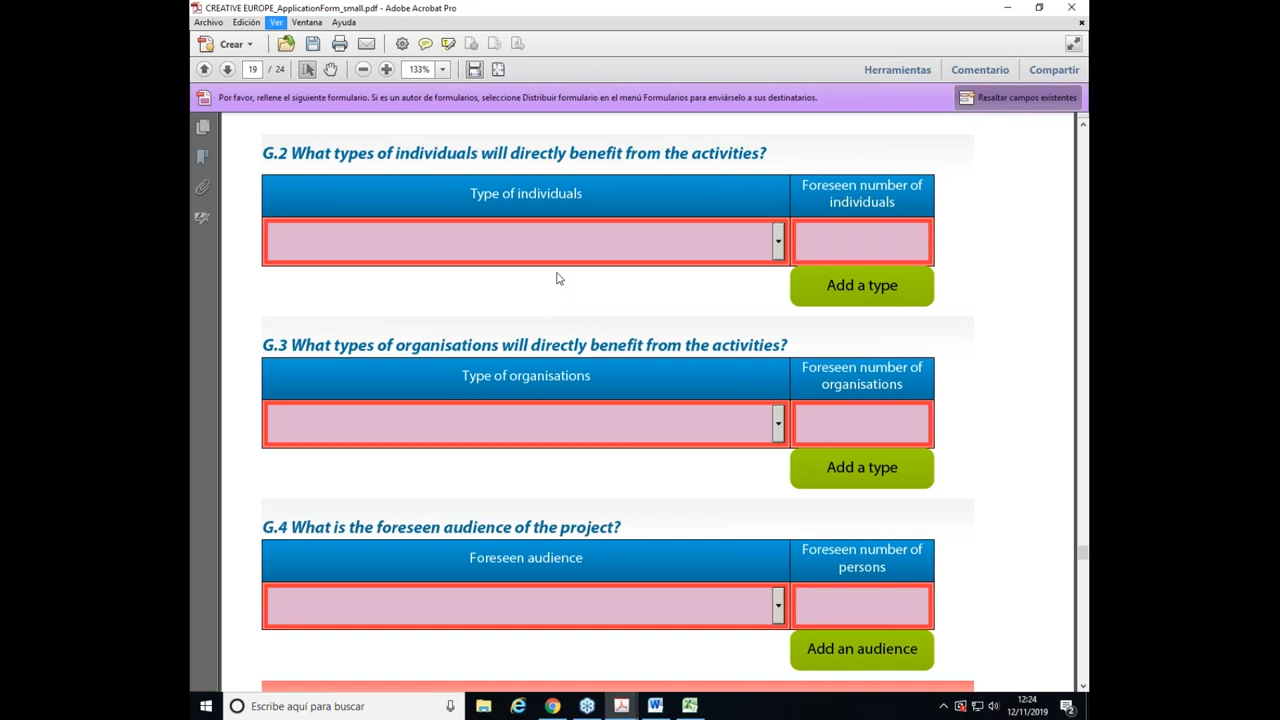 CREATIVE EUROPE_ApplicationForm_small.pdf - Adobe Acrobat Pro
Archivo Edición Ver Ventana Ayuda
Crear
19 / 24 133% Herramientas Comentario Compartir
Por favor, rellene el siguiente formulario. Si es un autor de formularios, seleccione Distribuir formulario en el menú Formularios para enviárselo a sus destinatarios. Resaltar campos existentes
G.2 What types of individuals will directly benefit from the activities?
Type of individuals
Foreseen number of
individuals
Add a type
G.3 What types of organisations will directly benefit from the activities?
Type of organisations
Foreseen number of
organisations
Add a type
G.4 What is the foreseen audience of the project?
Foreseen audience
Foreseen number of
persons
Add an audience
Escribe aquí para buscar
12:24
12/11/2019
2